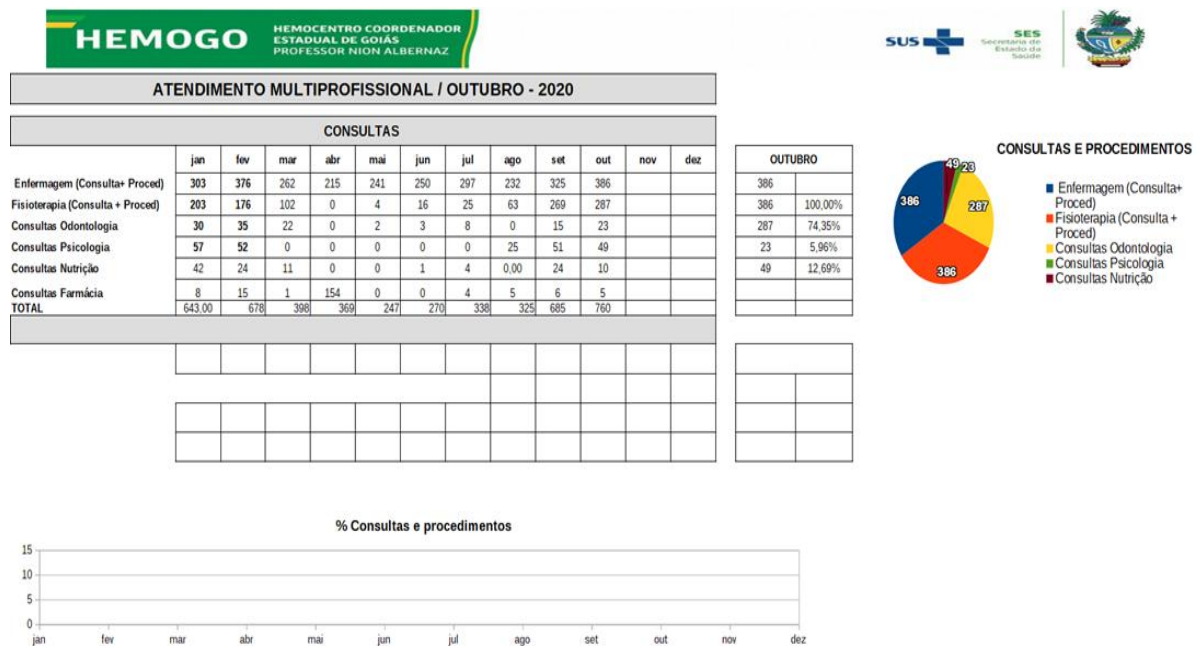 HEMOGO
HEMOCENTRO COORDENADOR
ESTADUAL DE GOIÁS
PROFESSOR NION ALBERNAZ
SUS
SES
Secretaria de
Estado da
Saúde
ATENDIMENTO MULTIPROFISSIONAL / OUTUBRO - 2020
CONSULTAS
jan fev mar abr mai jun jul ago set out nov dez
Enfermagem (Consulta+ Proced) 303 376 262 215 241 250 297 232 325 386
Fisioterapia (Consulta + Proced) 203 176 102 0 4 16 25 63 269 287
Consultas Odontologia 30 35 22 0 2 3 8 0 15 23
Consultas Psicologia 57 52 0 0 0 0 0 25 51 49
Consultas Nutrição 42 24 11 0 0 1 4 0,00 24 10
Consultas Farmácia 8 15 1 154 0 0 4 5 6 5
TOTAL 643,00 678 398 369 247 270 338 325 685 760
OUTUBRO
386
386 100,00%
287 74,35%
23 5,96%
49 12,69%
CONSULTAS E PROCEDIMENTOS
49 23
386 287
386
Enfermagem (Consulta+
Proced)
Fisioterapia (Consulta +
Proced)
Consultas Odontologia
Consultas Psicologia
Consultas Nutrição
% Consultas e procedimentos
15
10
5
0
jan fev mar abr mai jun jul ago set out nov dez